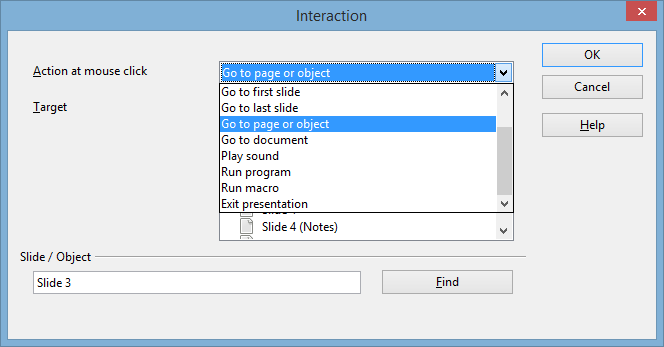 Interaction
Action at mouse click
Go to page or object
OK
Cancel
Help
Target
Go to first slide
Go to last slide
Go to page or object
Go to document
Play sound
Run program
Run macro
Exit presentation
Slide 4 (Notes)
Slide / Object
Slide 3
Find